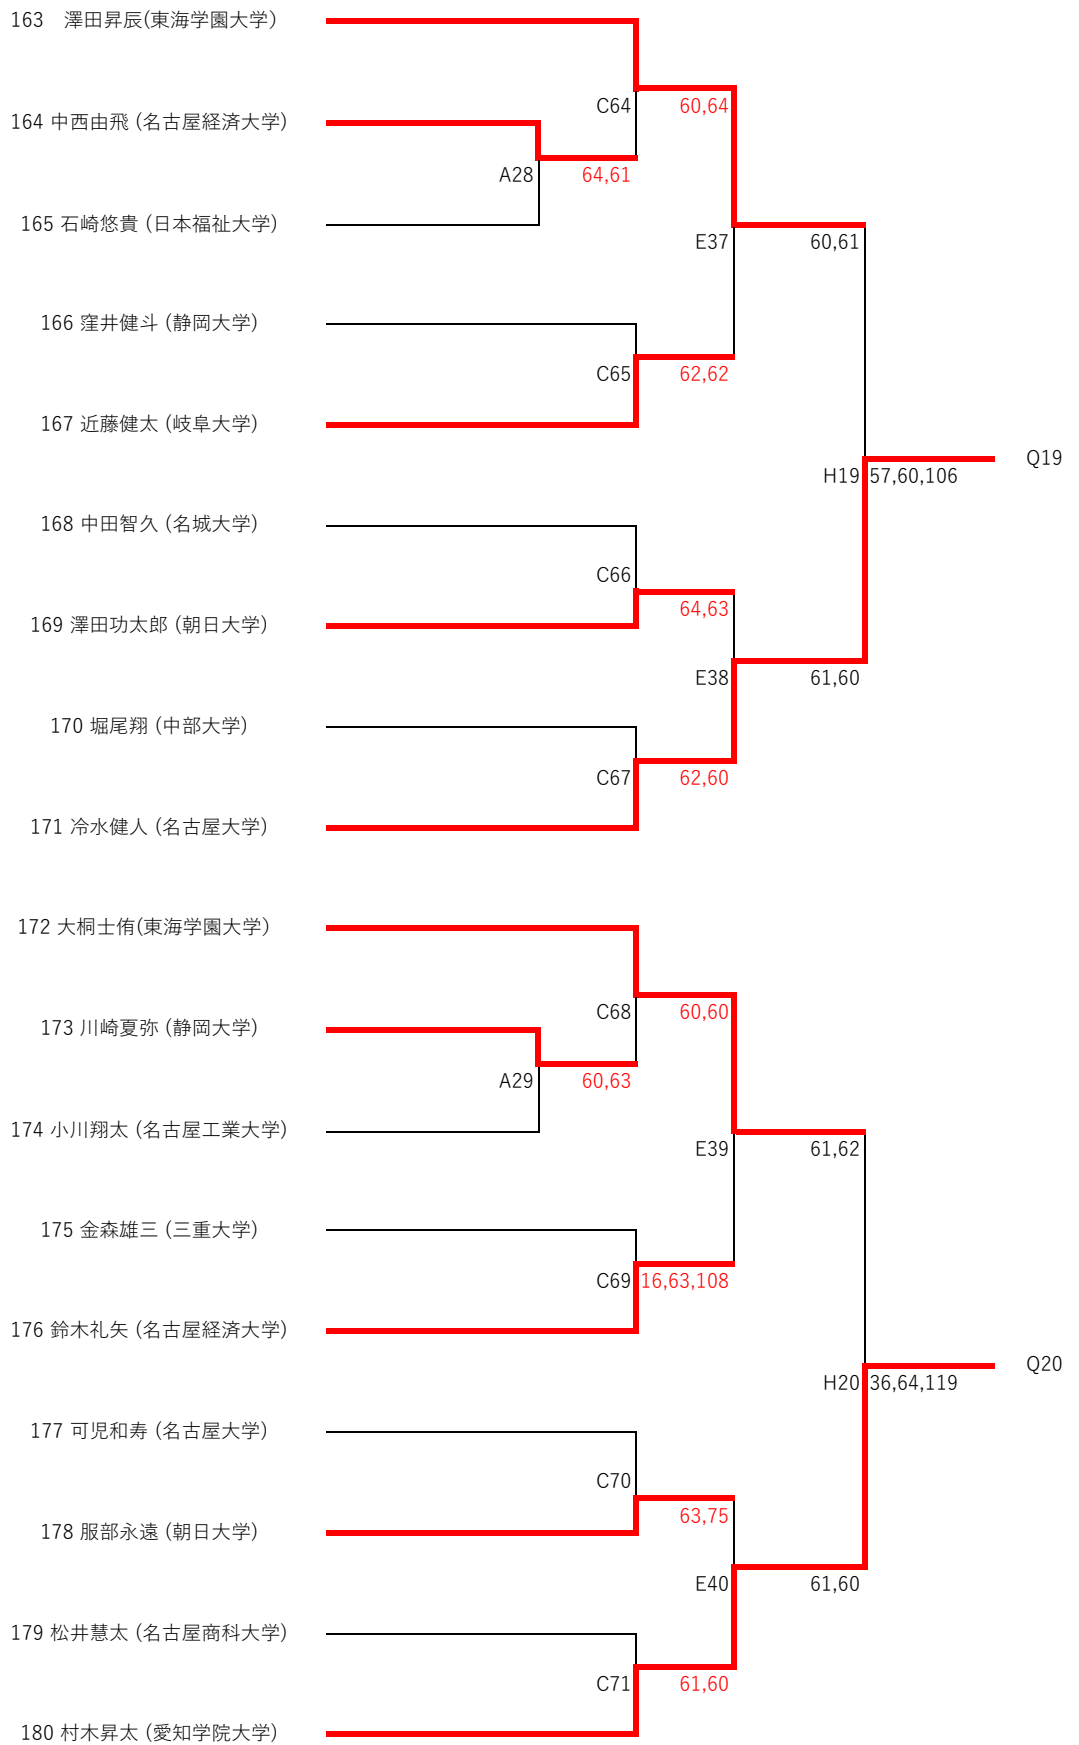 163　澤田昇辰(東海学園大学)
C64
60,64
164 中西由飛 (名古屋経済大学)
A28
64,61
165 石崎悠貴 (日本福祉大学)
E37
60,61
166 窪井健斗 (静岡大学)
C65
62,62
167 近藤健太 (岐阜大学)
Q19
H19
57,60,106
168 中田智久 (名城大学)
C66
64,63
169 澤田功太郎 (朝日大学)
E38
61,60
170 堀尾翔 (中部大学)
C67
62,60
171 冷水健人 (名古屋大学)
172 大桐士侑(東海学園大学)
C68
60,60
173 川崎夏弥 (静岡大学)
A29
60,63
174 小川翔太 (名古屋工業大学)
E39
61,62
175 金森雄三 (三重大学)
C69
16,63,108
176 鈴木礼矢 (名古屋経済大学)
Q20
H20
36,64,119
177 可児和寿 (名古屋大学)
C70
63,75
178 服部永遠 (朝日大学)
E40
61,60
179 松井慧太 (名古屋商科大学)
C71
61,60
180 村木昇太 (愛知学院大学)